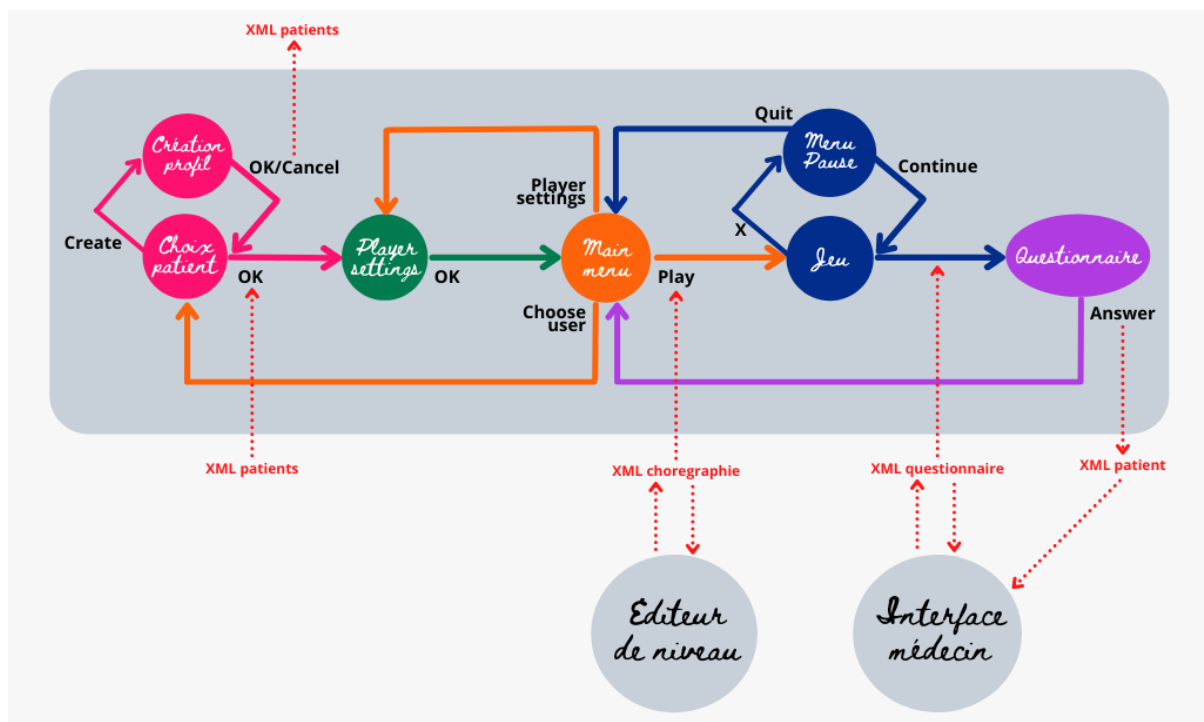 XML patients
Création
profil
OK/Cancel
Quit
Menu
Pause
Continue
Player
settings
Create
Choix
patient
OK
Player
settings
OK
Main
menu
Play
X
Jeu
Questionnaire
Choose
user
Answer
XML patients
XML choregraphie
XML questionnaire
XML patient
Éditeur
de niveau
Interface
médecin